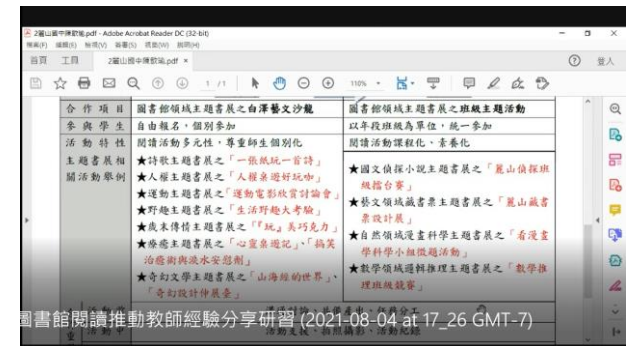 2麗山國中陳歆祐.pdf - Adobe Acrobat Reader DC (32-bit)
檔案(F) 編輯(E) 檢視(V) 簽署(S) 視窗(W) 說明(H)
首頁 工具 2麗山國中陳歆祐.pdf × 登入
1 / 1 110%
合作項目 圖書館領域主題書展之白澤藝文沙龍 圖書館領域主題書展之班級主題活動
參與學生 自由報名，個別參加 以年段班級為單位，統一參加
活動特性 閱讀活動多元性，尊重師生個別化 閱讀活動課程化、素養化
主題書展相關活動舉例
★詩歌主題書展之「一張紙玩一首詩」
★人權主題書展之「人權桌遊好玩咖」
★運動主題書展之「運動電影欣賞討論會」
★野趣主題書展之「生活野趣大考驗」
★歲末傳情主題書展之「『玩』美巧克力」
★療癒主題書展之「心靈桌遊記」、「搞笑治癒術與流水安慰劑」
★奇幻文學主題書展之「山海經的世界」、「奇幻設計伸展臺」
★國文偵探小說主題書展之「麗山偵探班級擂台賽」
★藝文領域藏書票主題書展之「麗山藏書票設計展」
★自然領域漫畫科學主題書展之「看漫畫學科學小組微題活動」
★數學領域邏輯推理主題書展之「數學推理班級競賽」
圖書館閱讀推動教師經驗分享研習 (2021-08-04 at 17_26 GMT-7)